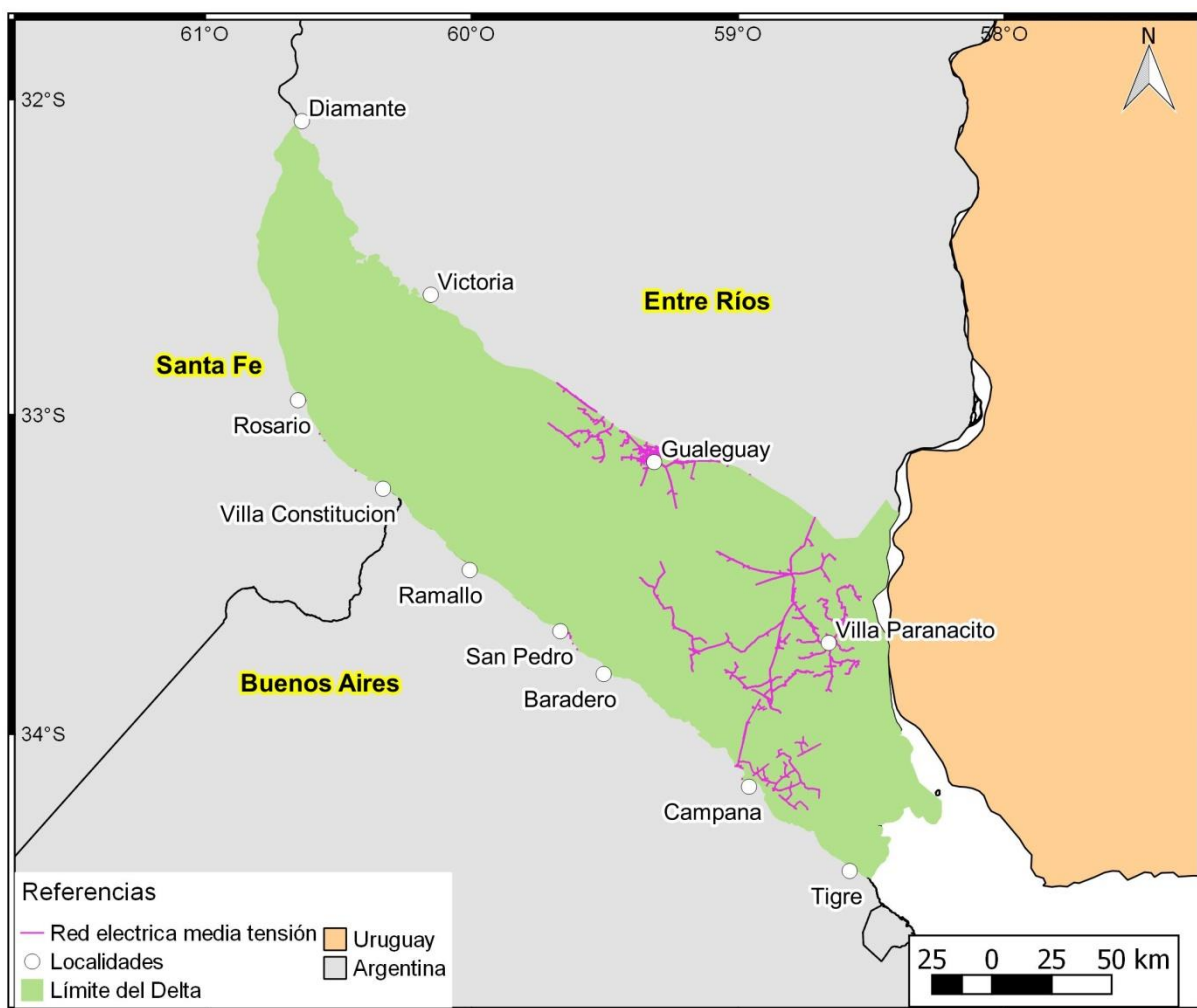 61°O 60°O 59°O 58°O
N
32°S
Diamante
Victoria
Entre Ríos
Santa Fe
33°S
Rosario
Gualeguay
Villa Constitucion
Ramallo
Villa Paranacito
San Pedro
Buenos Aires
Baradero
34°S
Campana
Tigre
Referencias
Red electrica media tensión
Localidades
Límite del Delta
Uruguay
Argentina
25 0 25 50 km